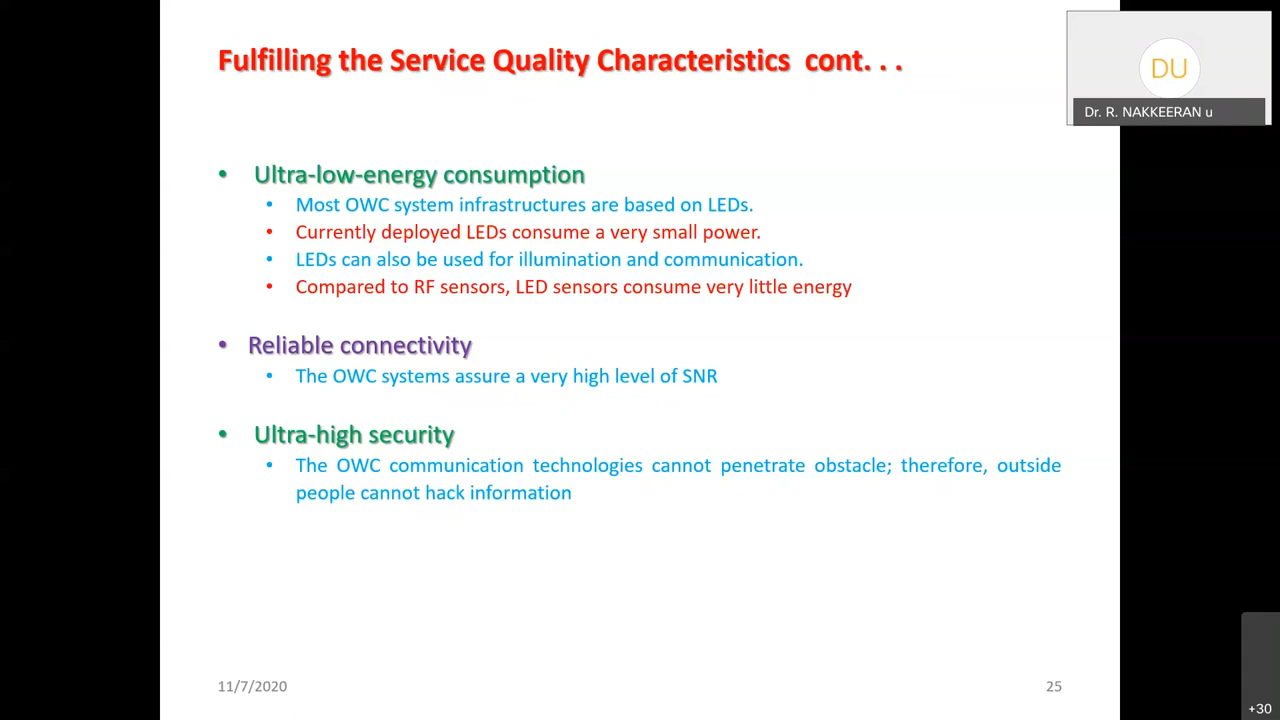 Fulfilling the Service Quality Characteristics cont. . .
DU
Dr. R. NAKKEERAN u
• Ultra-low-energy consumption
• Most OWC system infrastructures are based on LEDs.
• Currently deployed LEDs consume a very small power.
• LEDs can also be used for illumination and communication.
• Compared to RF sensors, LED sensors consume very little energy
• Reliable connectivity
• The OWC systems assure a very high level of SNR
• Ultra-high security
• The OWC communication technologies cannot penetrate obstacle; therefore, outside
people cannot hack information
11/7/2020
25
+30